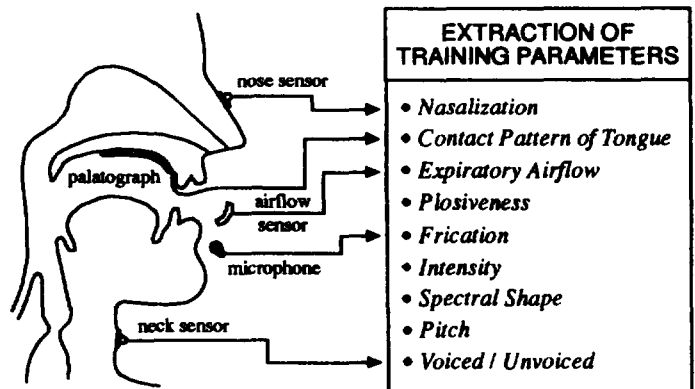 EXTRACTION OF
TRAINING PARAMETERS
nose sensor
• Nasalization
• Contact Pattern of Tongue
palatograph
• Expiratory Airflow
airflow
sensor
• Plosiveness
• Frication
microphone
• Intensity
• Spectral Shape
neck sensor
• Pitch
• Voiced / Unvoiced